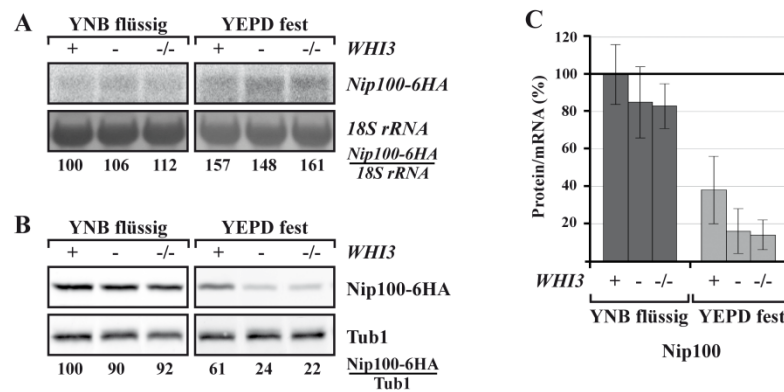 A
YNB flüssig YEPD fest
+ - -/- + - -/- WHI3
Nip100-6HA
18S rRNA
100 106 112 157 148 161 Nip100-6HA
18S rRNA
B
YNB flüssig YEPD fest
+ - -/- + - -/- WHI3
Nip100-6HA
Tub1
100 90 92 61 24 22 Nip100-6HA
Tub1
C
Protein/mRNA (%)
120
100
80
60
40
20
WHI3 + - -/- + - -/-
YNB flüssig YEPD fest
Nip100